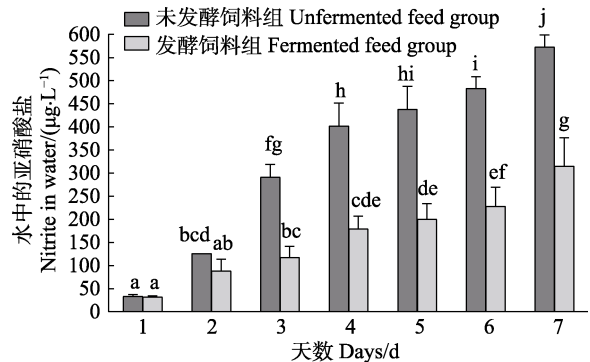 未发酵饲料组 Unfermented feed group
发酵饲料组 Fermented feed group
水中的亚硝酸盐
Nitrite in water/(μg·L⁻¹)
600
550
500
450
400
350
300
250
200
150
100
50
0
a a
bcd ab
fg bc
h cde
hi de
i ef
j g
1 2 3 4 5 6 7
天数 Days/d